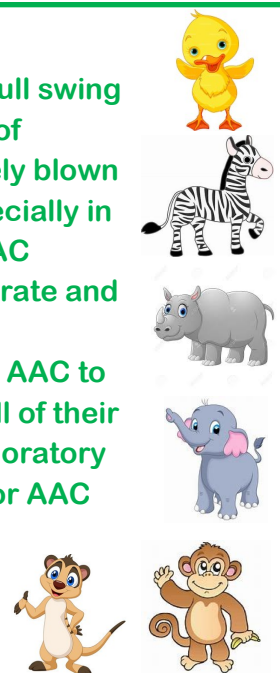 ull swing
of
ely blown
ecially in
AC
rate and
AAC to
ll of their
oratory
or AAC